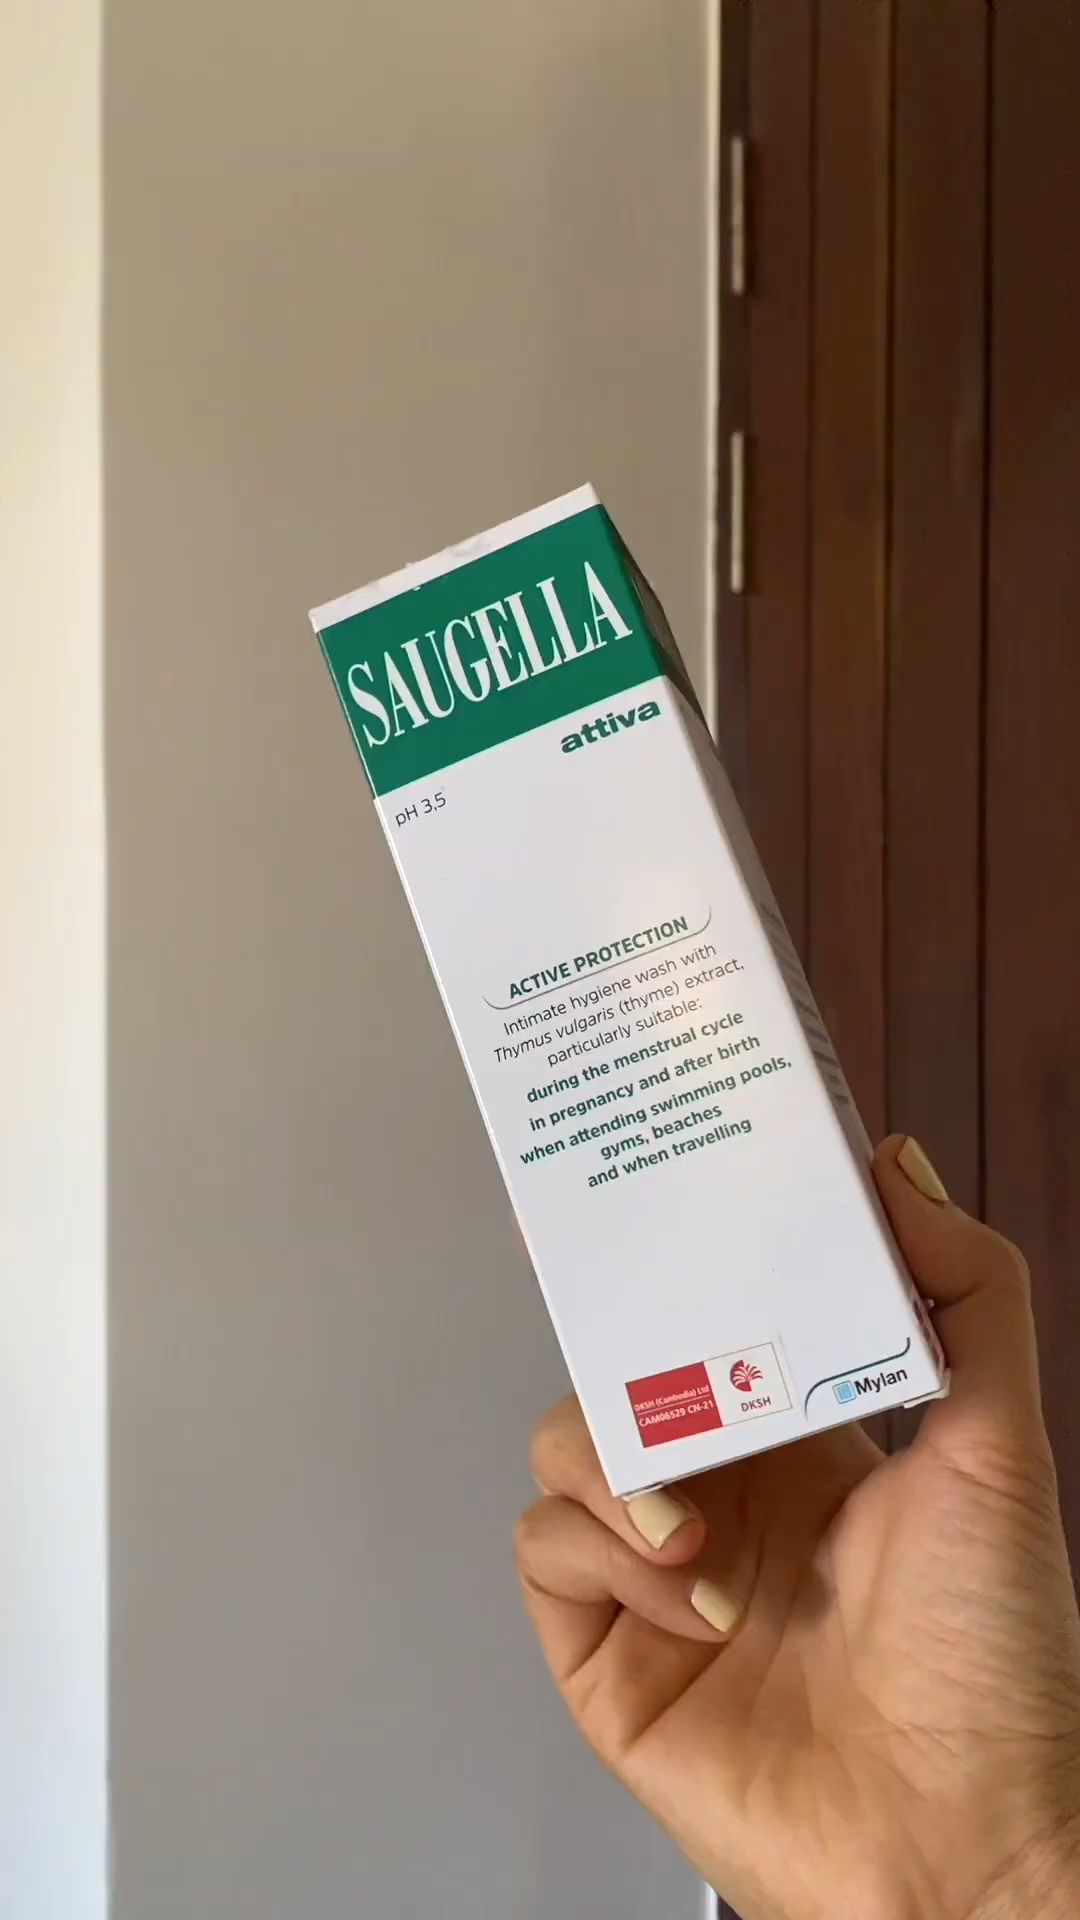 SAUGELLA
attiva
pH 3,5
ACTIVE PROTECTION
Intimate hygiene wash with
Thymus vulgaris (thyme) extract,
particularly suitable:
during the menstrual cycle
in pregnancy and after birth
when attending swimming pools,
gyms, beaches
and when travelling
DKSH (Cambodia) Ltd
CAM06529 CN-21
DKSH
Mylan